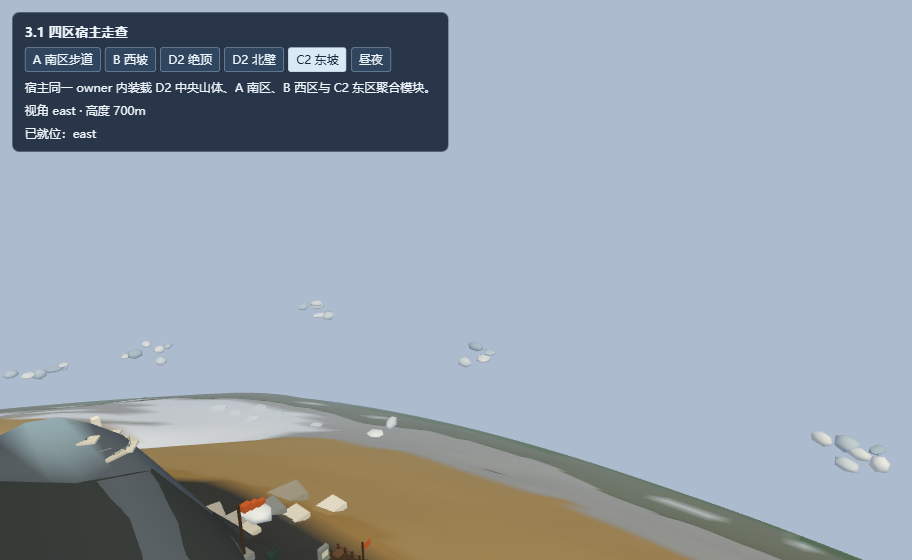 3.1 四区宿主走查
A 南区步道 B 西坡 D2 绝顶 D2 北壁 C2 东坡 昼夜
宿主同一 owner 内装载 D2 中央山体、A 南区、B 西区与 C2 东区聚合模块。
视角 east · 高度 700m
已就位：east